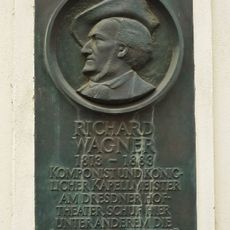 RICHARD
WAGNER
1813 - 1883
KOMPONIST UND KÖNIG-
LICHER KAPELLMEISTER
AM DRESDNER HOF-
THEATER, SCHUF HIER
UNTER ANDEREM DIE